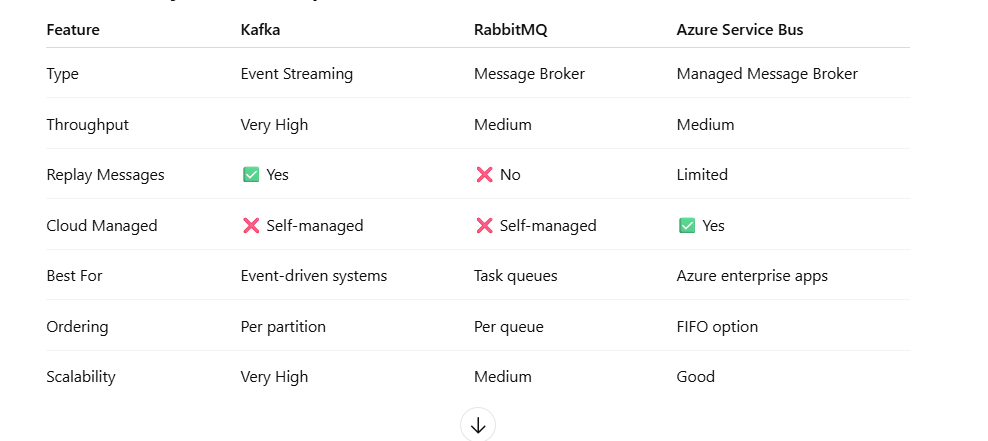 Feature Kafka RabbitMQ Azure Service Bus
Type Event Streaming Message Broker Managed Message Broker
Throughput Very High Medium Medium
Replay Messages ✅ Yes ❌ No Limited
Cloud Managed ❌ Self-managed ❌ Self-managed ✅ Yes
Best For Event-driven systems Task queues Azure enterprise apps
Ordering Per partition Per queue FIFO option
Scalability Very High Medium Good